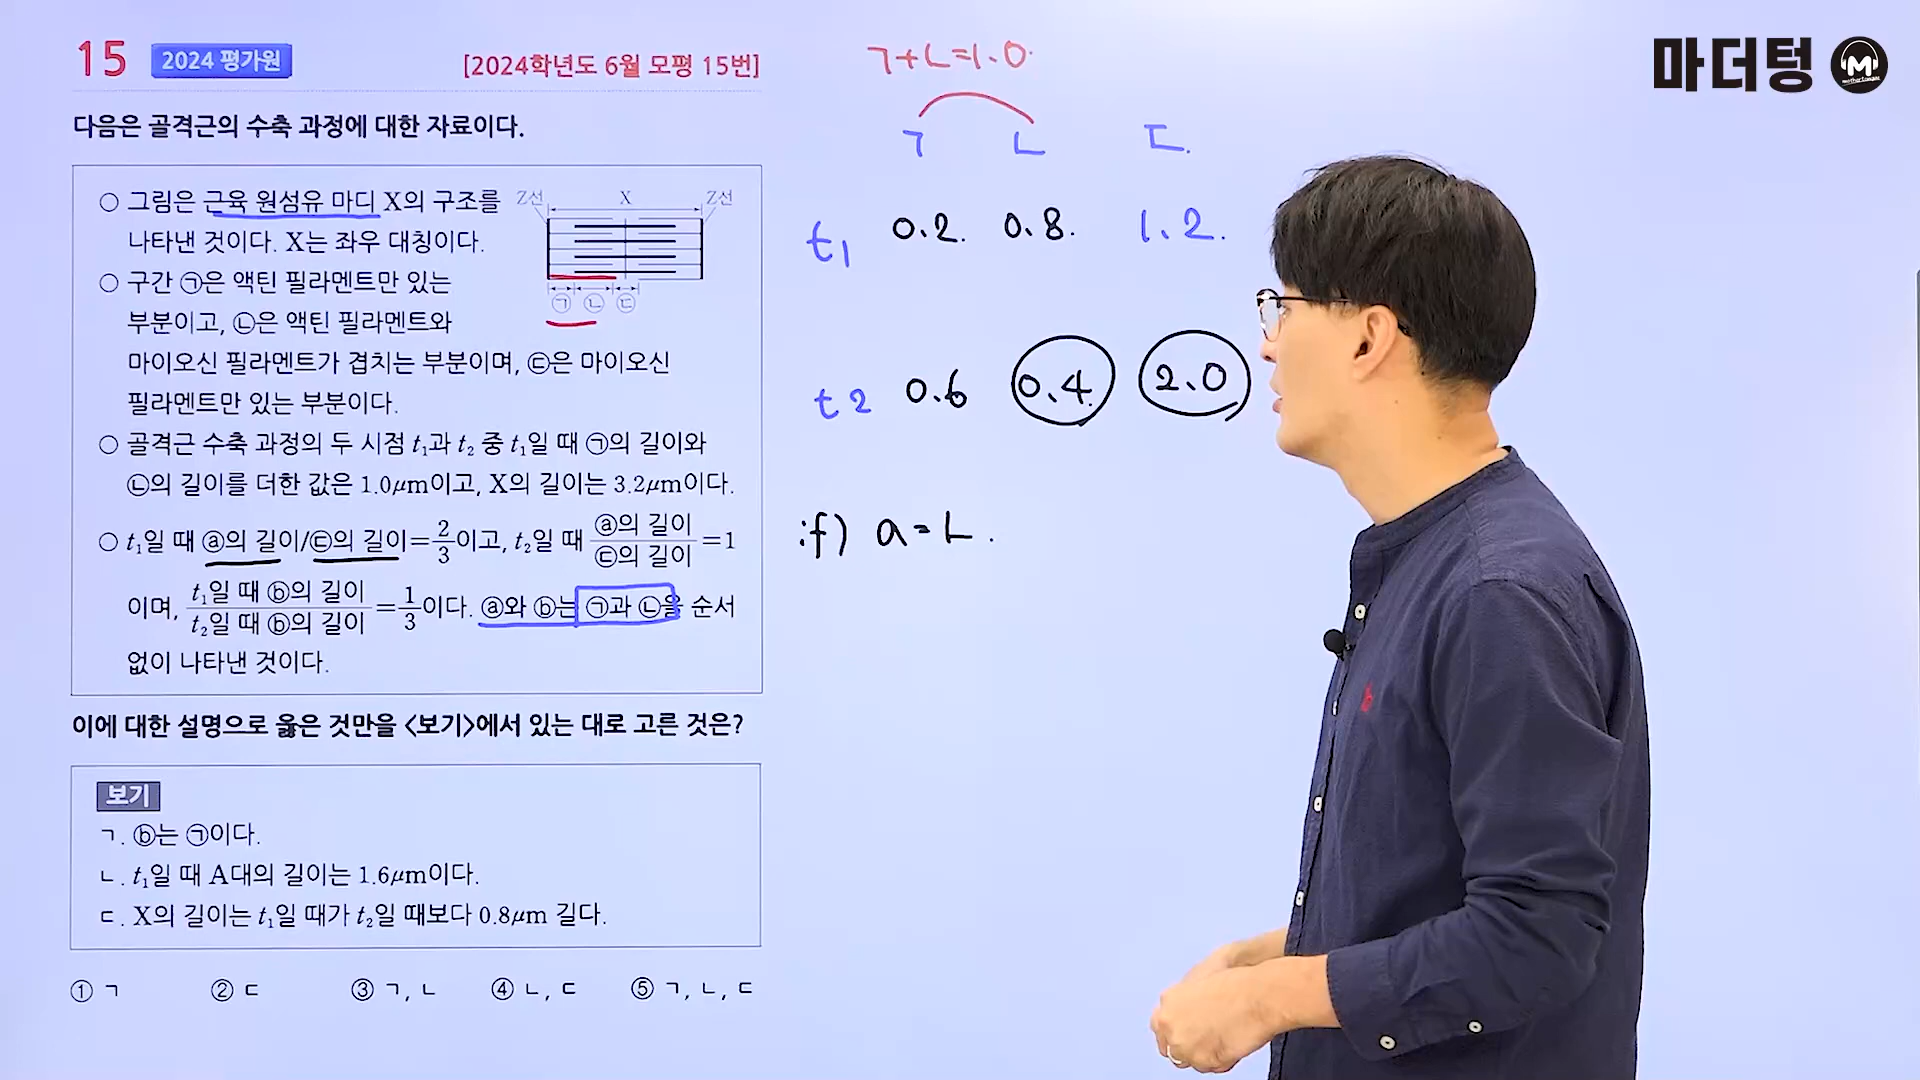 15 2024 평가원 [2024학년도 6월 모평 15번]
다음은 골격근의 수축 과정에 대한 자료이다.
○ 그림은 근육 원섬유 마디 X의 구조를
나타낸 것이다. X는 좌우 대칭이다.
○ 구간 ㉠은 액틴 필라멘트만 있는
부분이고, ㉡은 액틴 필라멘트와
마이오신 필라멘트가 겹치는 부분이며, ㉢은 마이오신
필라멘트만 있는 부분이다.
Z선 X Z선
㉠ ㉡ ㉢
○ 골격근 수축 과정의 두 시점 t₁과 t₂ 중 t₁일 때 ㉠의 길이와
㉡의 길이를 더한 값은 1.0μm이고, X의 길이는 3.2μm이다.
○ t₁일 때 ⓐ의 길이/㉢의 길이=2/3이고, t₂일 때 ⓐ의 길이/㉢의 길이=1
이며, t₁일 때 ⓑ의 길이/t₂일 때 ⓑ의 길이=1/3이다. ⓐ와 ⓑ는 ㉠과 ㉡을 순서
없이 나타낸 것이다.
이에 대한 설명으로 옳은 것만을 <보기>에서 있는 대로 고른 것은?
보기
ㄱ. ⓑ는 ㉠이다.
ㄴ. t₁일 때 A대의 길이는 1.6μm이다.
ㄷ. X의 길이는 t₁일 때가 t₂일 때보다 0.8μm 길다.
① ㄱ ② ㄷ ③ ㄱ, ㄴ ④ ㄴ, ㄷ ⑤ ㄱ, ㄴ, ㄷ
ㄱ+ㄴ=1.0.
ㄱ ㄴ ㄷ.
t₁ 0.2. 0.8. 1.2.
t2 0.6 0.4. 2.0
if) a=ㄴ.
마더텅 M